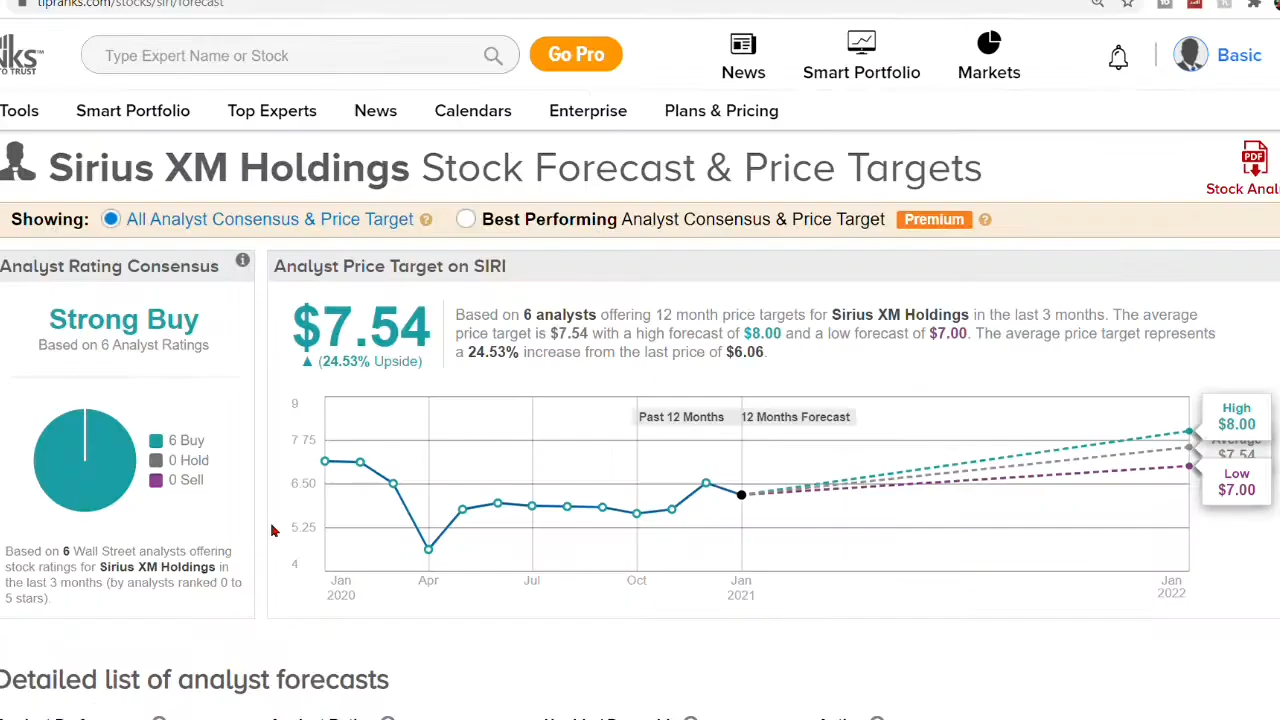 tipranks.com/stocks/siri/forecast
Type Expert Name or Stock
Go Pro
News
Smart Portfolio
Markets
Basic
Tools
Smart Portfolio
Top Experts
News
Calendars
Enterprise
Plans & Pricing
Sirius XM Holdings Stock Forecast & Price Targets
PDF
Stock Anal
Showing:
All Analyst Consensus & Price Target
Best Performing Analyst Consensus & Price Target
Premium
Analyst Rating Consensus
Strong Buy
Based on 6 Analyst Ratings
6 Buy
0 Hold
0 Sell
Based on 6 Wall Street analysts offering
stock ratings for Sirius XM Holdings in
the last 3 months (by analysts ranked 0 to
5 stars).
Analyst Price Target on SIRI
$7.54
▲ (24.53% Upside)
Based on 6 analysts offering 12 month price targets for Sirius XM Holdings in the last 3 months. The average
price target is $7.54 with a high forecast of $8.00 and a low forecast of $7.00. The average price target represents
a 24.53% increase from the last price of $6.06.
9
7.75
6.50
5.25
4
Past 12 Months
12 Months Forecast
High
$8.00
Average
$7.54
Low
$7.00
Jan
2020
Apr
Jul
Oct
Jan
2021
Jan
2022
Detailed list of analyst forecasts